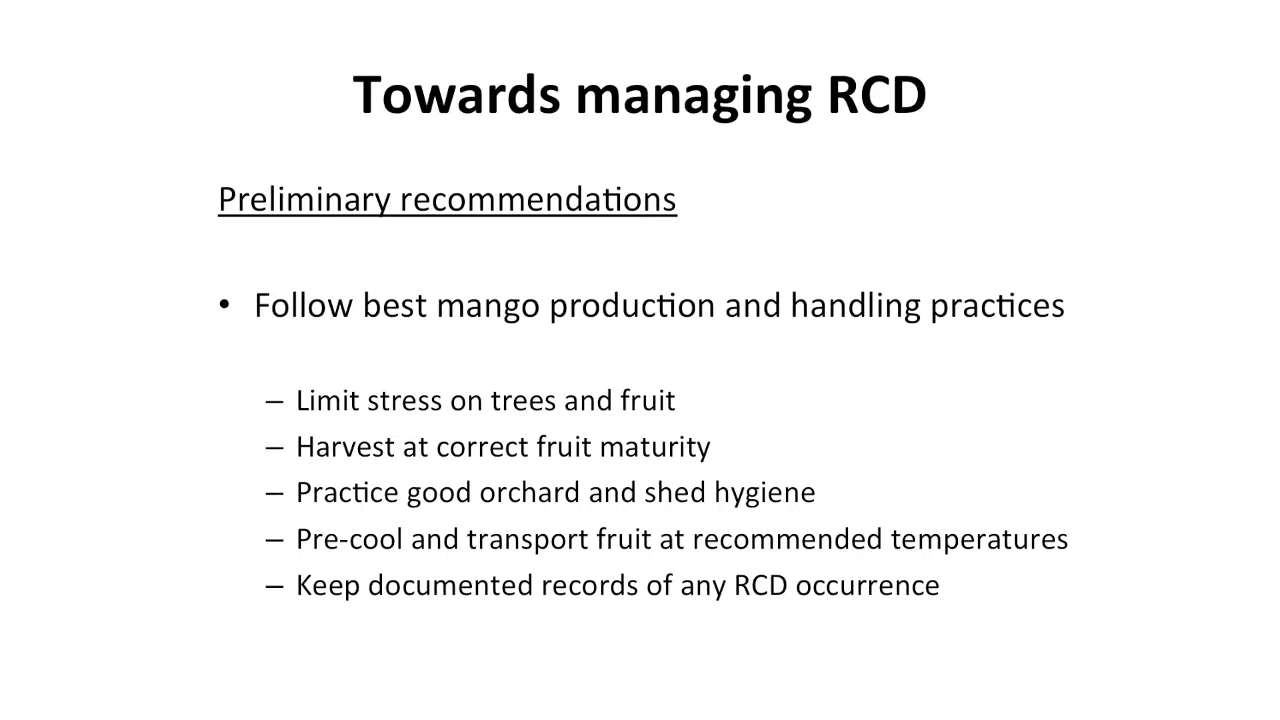 Towards managing RCD
Preliminary recommendations
• Follow best mango production and handling practices
– Limit stress on trees and fruit
– Harvest at correct fruit maturity
– Practice good orchard and shed hygiene
– Pre-cool and transport fruit at recommended temperatures
– Keep documented records of any RCD occurrence